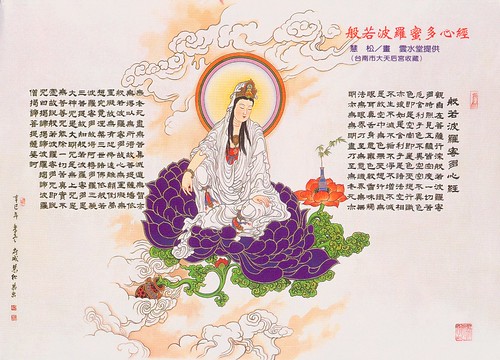 般若波羅蜜多心經
慧 松／畫 雲水堂提供
（台南市大天后宮收藏）
般若波羅蜜多心經
觀自在菩薩行深般若波羅蜜
多時照見五蘊皆空度一切苦
厄舍利子色不異空空不異色
色即是空空即是色受想行識
亦復如是舍利子是諸法空相
不生不滅不垢不淨不增不減
是故空中無色無受想行識無
眼耳鼻舌身意無色聲香味觸
法無眼界乃至無意識界無無
明亦無無明盡乃至無老死亦
無老死盡無苦集滅道無智亦
無得以無所得故菩提薩埵依
般若波羅蜜多故心無罣礙無
罣礙故無有恐怖遠離顛倒夢
想究竟涅槃三世諸佛依般若
波羅蜜多故得阿耨多羅三藐
三菩提故知般若波羅蜜多是
大神咒是大明咒是無上咒是
無等等咒能除一切苦真實不
虛故說般若波羅蜜多咒即說
咒曰揭諦揭諦波羅揭諦波羅
僧揭諦菩提薩婆訶